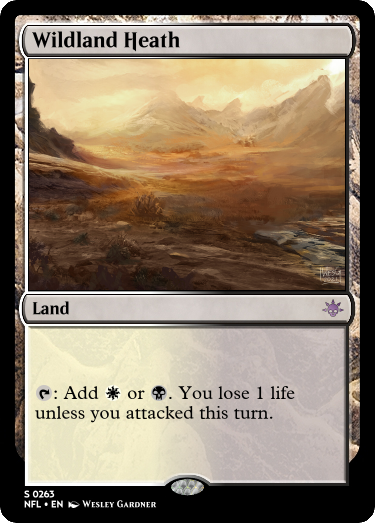 Wildland Heath
Land
: Add or . You lose 1 life
unless you attacked this turn.
S 0263
NFL • EN Wesley Gardner